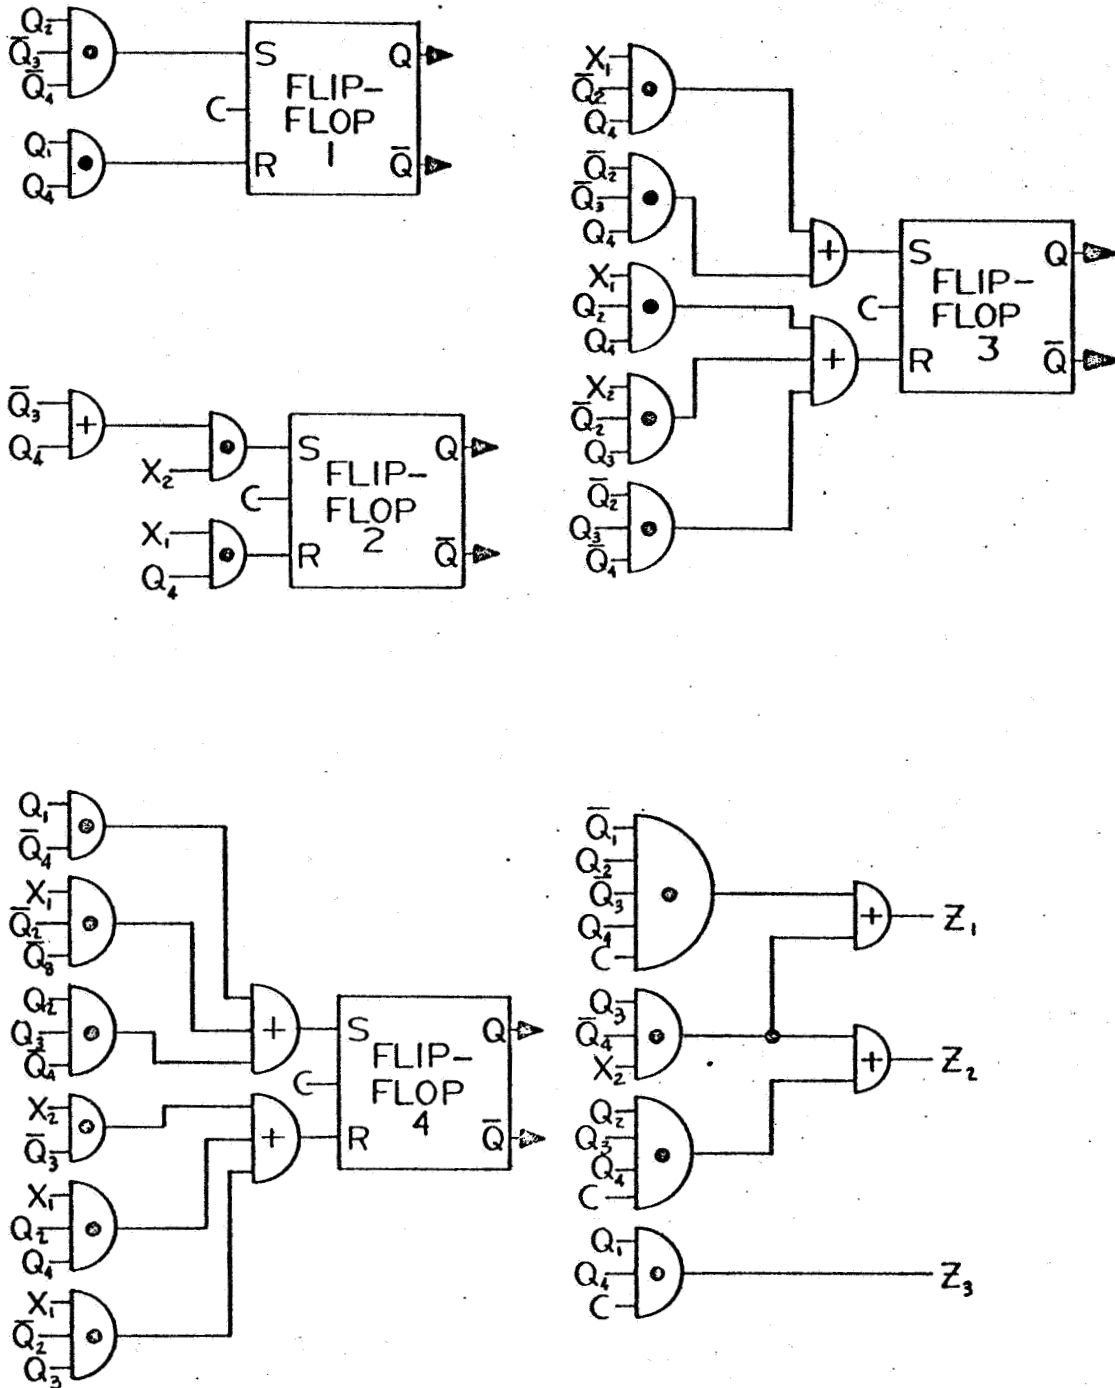 Q₂
Q̅₃
Q̅₄
C
Q₁
Q₄
S
R
FLIP-
FLOP
1
Q
Q̅
Q̅₃
Q₄
X₂
C
X₁
Q₄
+
S
R
FLIP-
FLOP
2
Q
Q̅
X₁
Q̅₂
Q₄
Q̅₂
Q̅₃
Q₄
X₁
Q₂
Q₄
X₂
Q̅₂
Q₃
Q̅₂
Q₃
Q̅₄
+
+
C
S
R
FLIP-
FLOP
3
Q
Q̅
Q₁
Q̅₄
X₁
Q̅₂
Q̅₃
Q₂
Q₃
Q̅₄
X₂
Q̅₃
X₁
Q₂
Q₄
X₁
Q̅₂
Q₃
+
+
C
S
R
FLIP-
FLOP
4
Q
Q̅
Q̅₁
Q₂
Q̅₃
Q₄
C
Q₃
Q̅₄
X₂
Q₂
Q₃
Q₄
C
Q₁
Q₄
C
+
+
Z₁
Z₂
Z₃